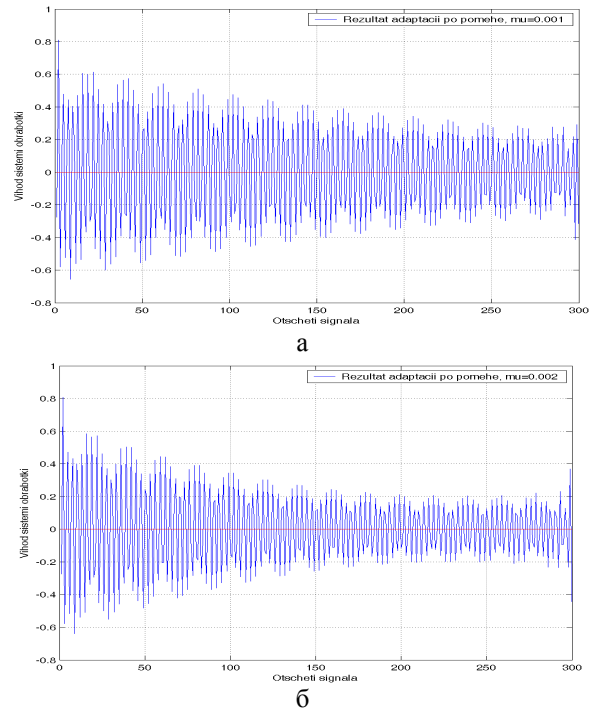 Rezultat adaptacii po pomehe, mu=0.001
1
0.8
0.6
0.4
0.2
0
-0.2
-0.4
-0.6
-0.8
Vihod sistemi obrabotki
0 50 100 150 200 250 300
Otscheti signala
а
Rezultat adaptacii po pomehe, mu=0.002
1
0.8
0.6
0.4
0.2
0
-0.2
-0.4
-0.6
-0.8
Vihod sistemi obrabotki
0 50 100 150 200 250 300
Otscheti signala
б